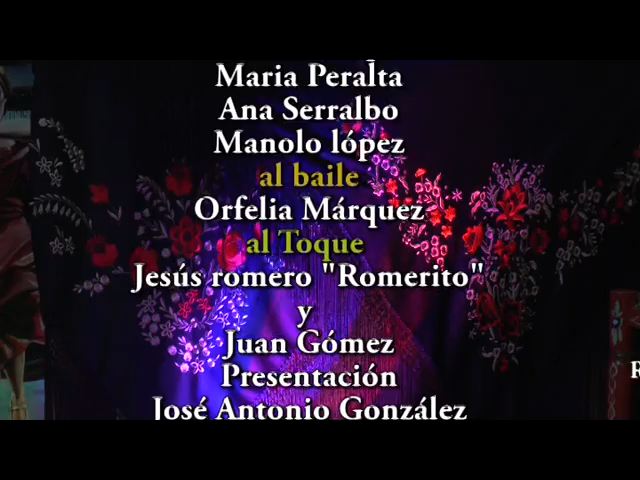 Maria Peralta
Ana Serralbo
Manolo lópez
al baile
Orfelia Márquez
al Toque
Jesús romero "Romerito"
y
Juan Gómez
Presentación
José Antonio González
R